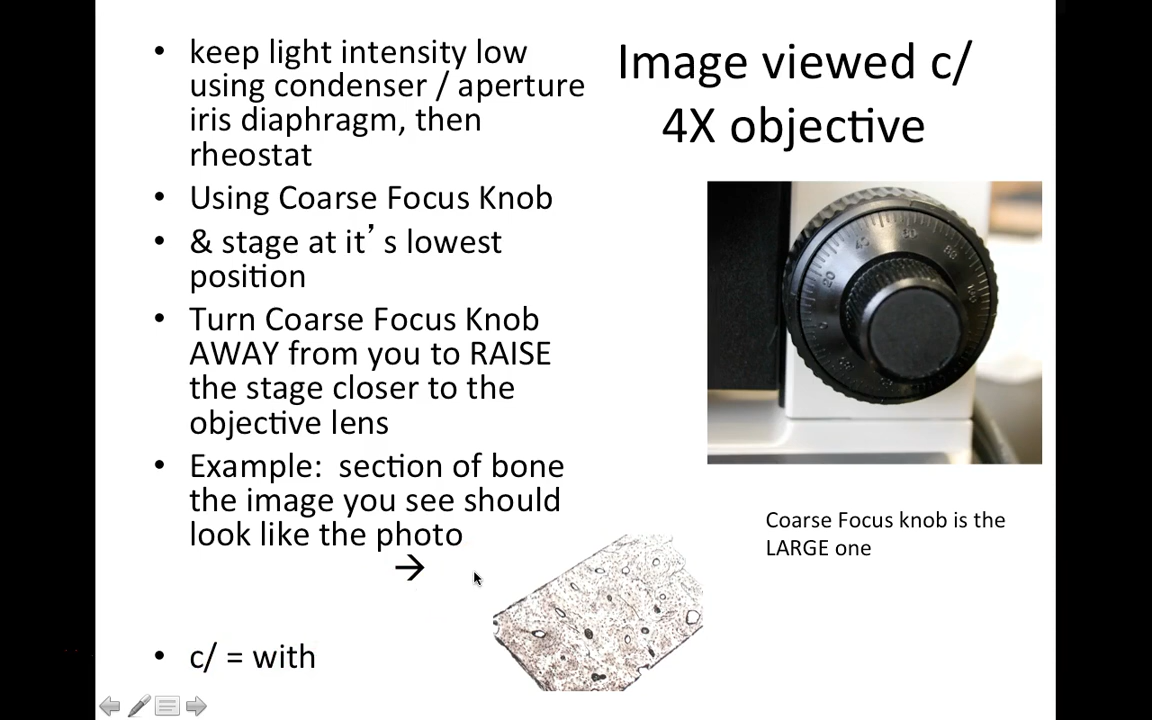 Image viewed c/
4X objective
• keep light intensity low
using condenser / aperture
iris diaphragm, then
rheostat
• Using Coarse Focus Knob
• & stage at it’ s lowest
position
• Turn Coarse Focus Knob
AWAY from you to RAISE
the stage closer to the
objective lens
• Example:  section of bone
the image you see should
look like the photo
→
• c/ = with
20
40
Coarse Focus knob is the
LARGE one